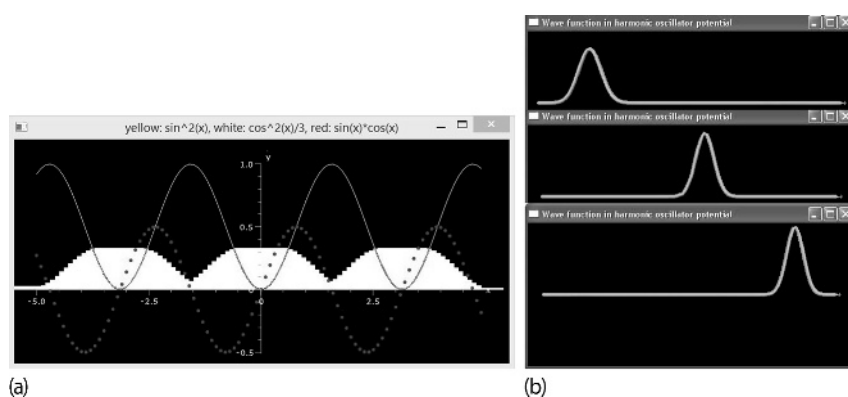 yellow: sin^2(x), white: cos^2(x)/3, red: sin(x)*cos(x)
y
1.0
0.5
-5.0 -2.5 -0 2.5 x
-0.5
(a)
Wave function in harmonic oscillator potential
Wave function in harmonic oscillator potential
Wave function in harmonic oscillator potential
(b)